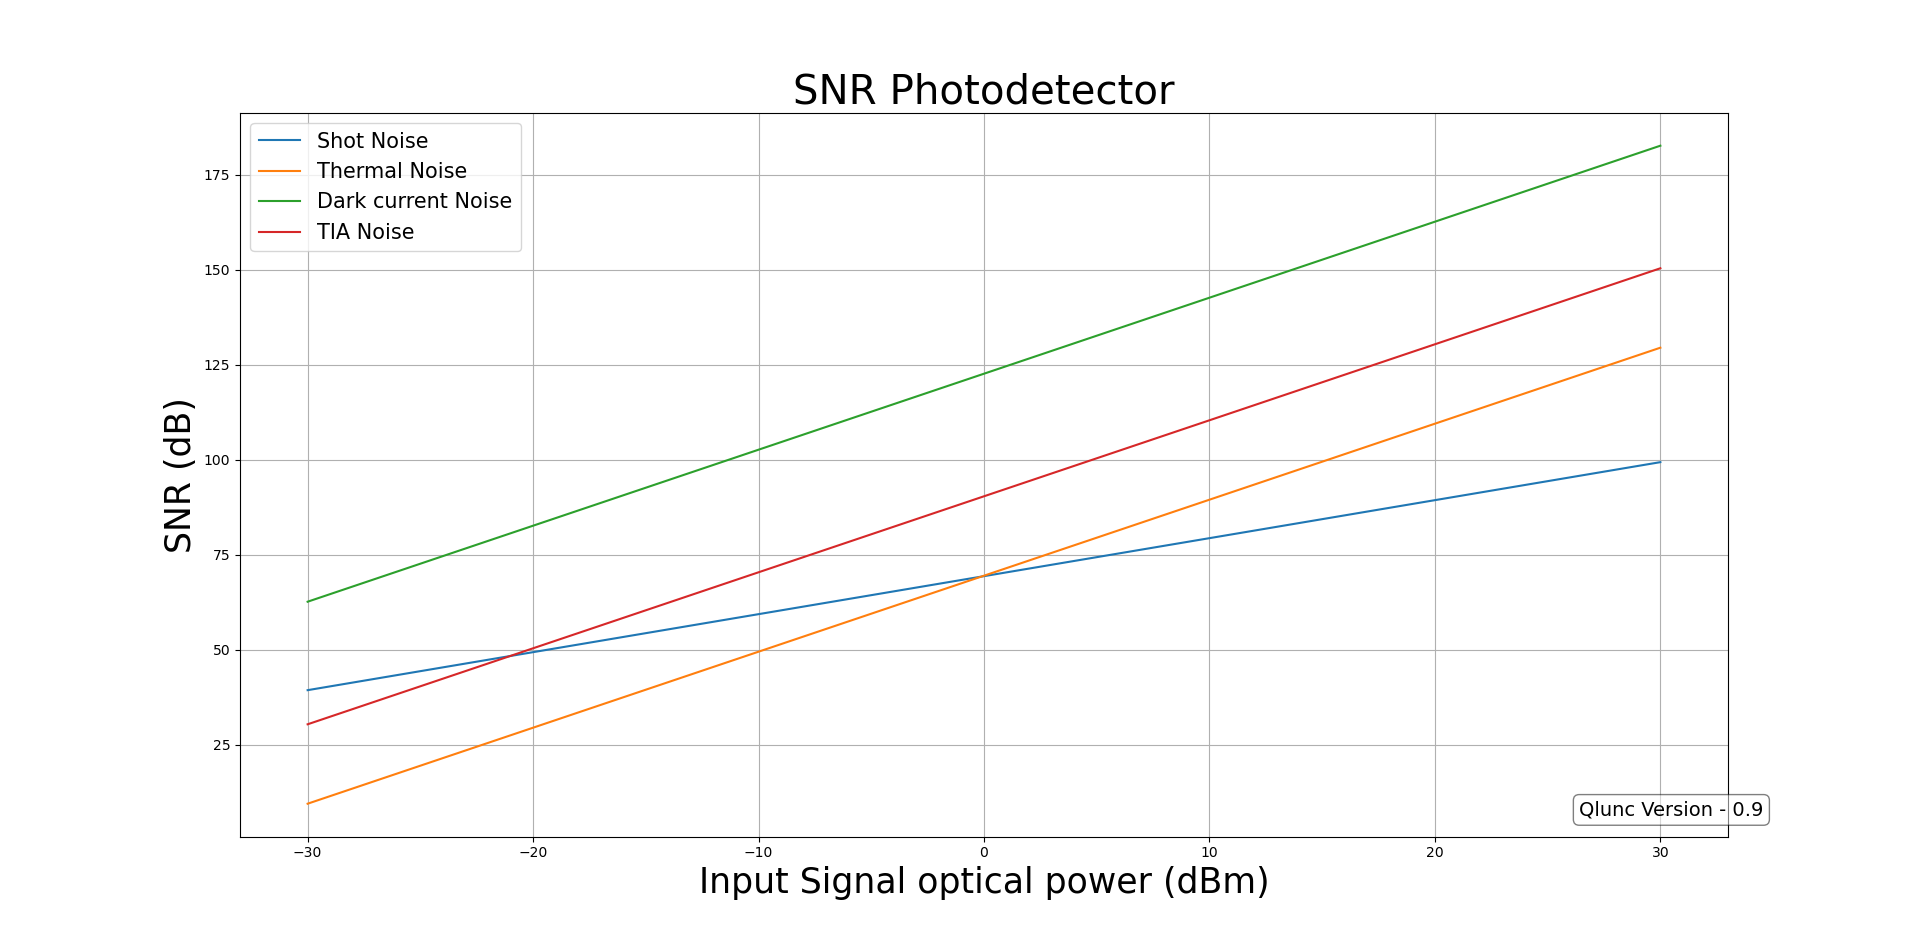 SNR Photodetector
Shot Noise
Thermal Noise
Dark current Noise
TIA Noise
175
150
125
100
75
50
25
SNR (dB)
Qlunc Version - 0.9
−30 −20 −10 0 10 20 30
Input Signal optical power (dBm)